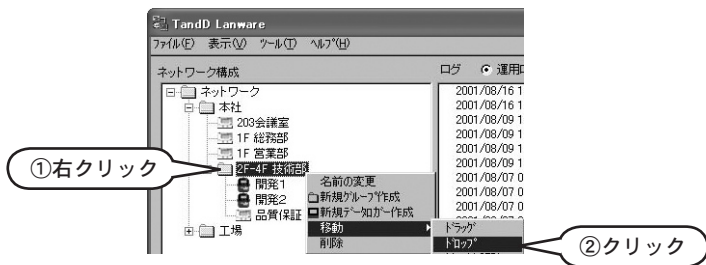 TandD Lanware
ファイル(F) 表示(V) ツール(T) ヘルプ(H)
ネットワーク構成
ログ
運用
ネットワーク
本社
203会議室
1F 総務部
1F 営業部
2F-4F 技術部
開発1
開発2
品質保証
工場
2001/08/16 1
2001/08/16 1
2001/08/09 1
2001/08/09 1
2001/08/09 1
2001/08/09 1
2001/08/07 0
2001/08/07 0
2001/08/07 0
①右クリック
名前の変更
新規グループ作成
新規データロガー作成
移動
削除
ドラッグ
ドロップ
②クリック